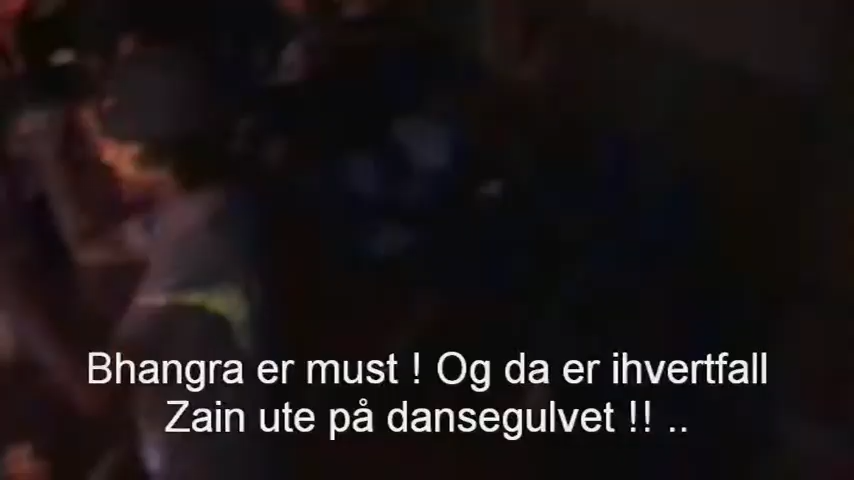 Bhangra er must ! Og da er ihvertfall
Zain ute på dansegulvet !! ..